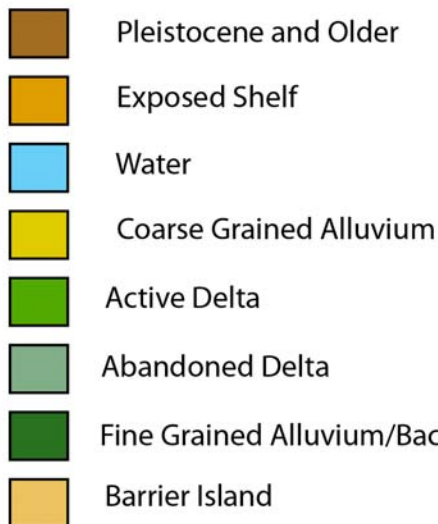 Pleistocene and Older
Exposed Shelf
Water
Coarse Grained Alluvium
Active Delta
Abandoned Delta
Fine Grained Alluvium/Bac
Barrier Island